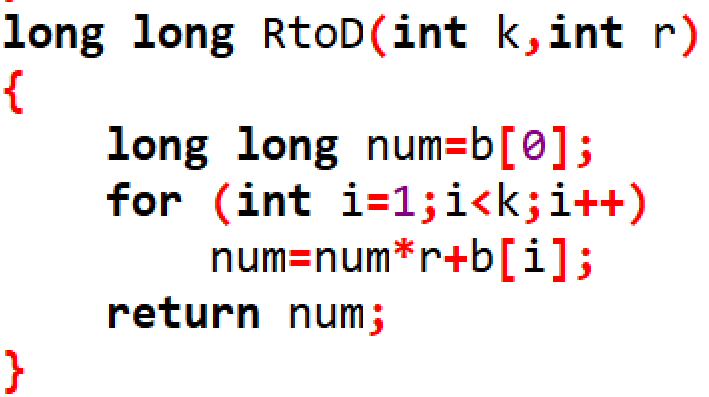 long long RtoD(int k,int r)
{
    long long num=b[0];
    for (int i=1;i<k;i++)
        num=num*r+b[i];
    return num;
}